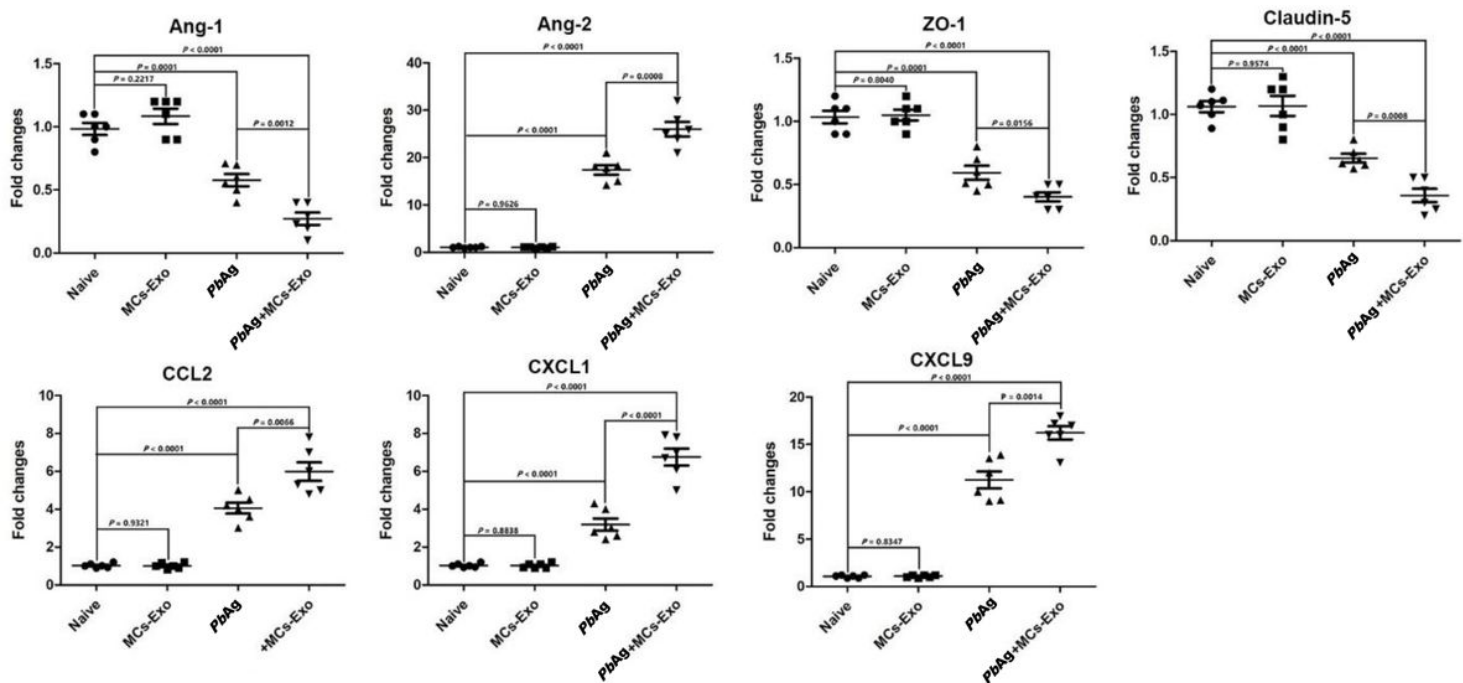 Ang-1
P < 0.0001
P = 0.0001
P = 0.2217
P = 0.0012
Fold changes
1.5
1.0
0.5
0.0
Naive
MCs-Exo
PbAg
PbAg+MCs-Exo
Ang-2
P < 0.0001
P = 0.0008
P < 0.0001
P = 0.9626
Fold changes
40
30
20
10
0
Naive
MCs-Exo
PbAg
PbAg+MCs-Exo
ZO-1
P < 0.0001
P = 0.0001
P = 0.0040
P = 0.0156
Fold changes
1.5
1.0
0.5
0.0
Naive
MCs-Exo
PbAg
PbAg+MCs-Exo
Claudin-5
P < 0.0001
P < 0.0001
P = 0.9574
P = 0.0008
Fold changes
1.5
1.0
0.5
0.0
Naive
MCs-Exo
PbAg
PbAg+MCs-Exo
CCL2
P < 0.0001
P = 0.0066
P < 0.0001
P = 0.9321
Fold changes
10
8
6
4
2
0
Naive
MCs-Exo
PbAg
+MCs-Exo
CXCL1
P < 0.0001
P < 0.0001
P < 0.0001
P = 0.8838
Fold changes
10
8
6
4
2
0
Naive
MCs-Exo
PbAg
PbAg+MCs-Exo
CXCL9
P < 0.0001
P = 0.0014
P < 0.0001
P = 0.8347
Fold changes
20
15
10
5
0
Naive
MCs-Exo
PbAg
PbAg+MCs-Exo